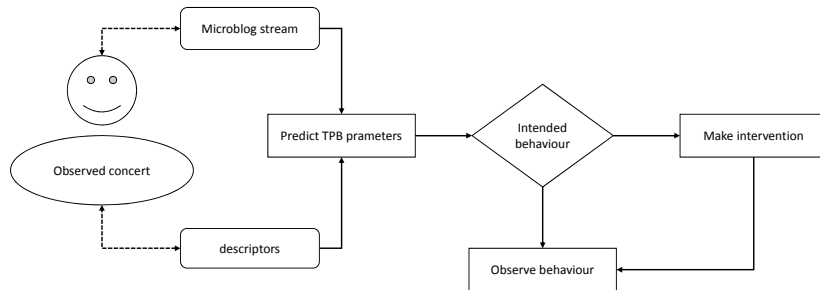 Microblog stream
Observed concert
Predict TPB prameters
Intended
behaviour
Make intervention
descriptors
Observe behaviour